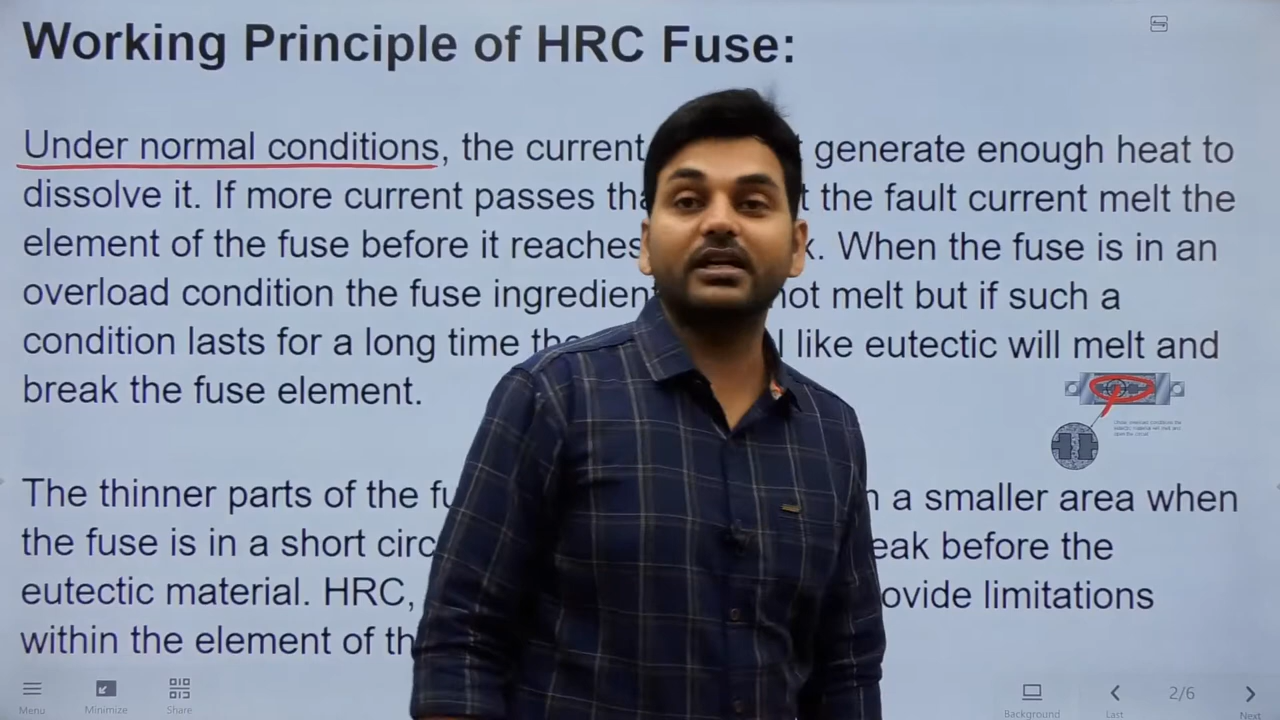 Working Principle of HRC Fuse:
Under normal conditions, the current generate enough heat to
dissolve it. If more current passes the fault current melt the
element of the fuse before it reaches When the fuse is in an
overload condition the fuse not melt but if such a
condition lasts for a long time like eutectic will melt and
break the fuse element.
The thinner parts of the a smaller area when
the fuse is in a short before the
eutectic material. HRC, limitations
within the element of
Menu
Minimize
Share
Background
Last
2/6
Next